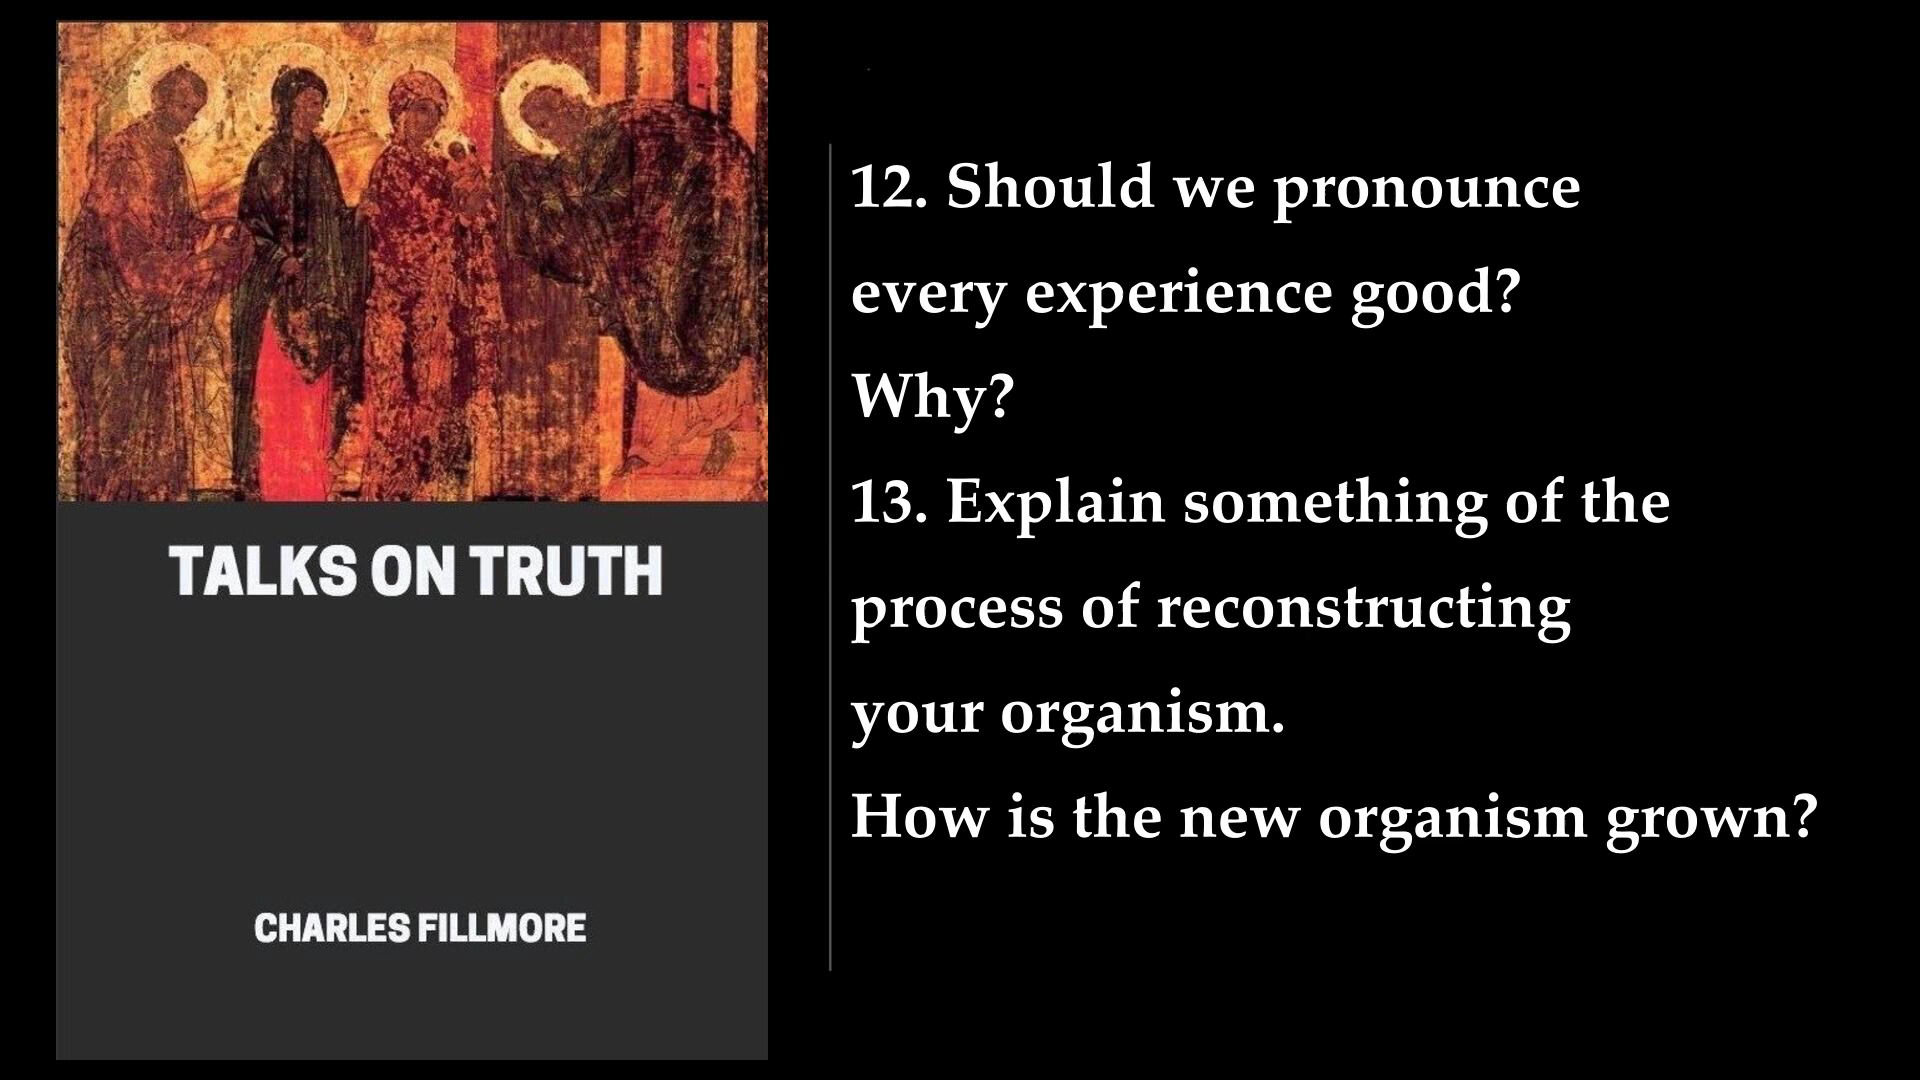 TALKS ON TRUTH
CHARLES FILLMORE
12. Should we pronounce
every experience good?
Why?
13. Explain something of the
process of reconstructing
your organism.
How is the new organism grown?